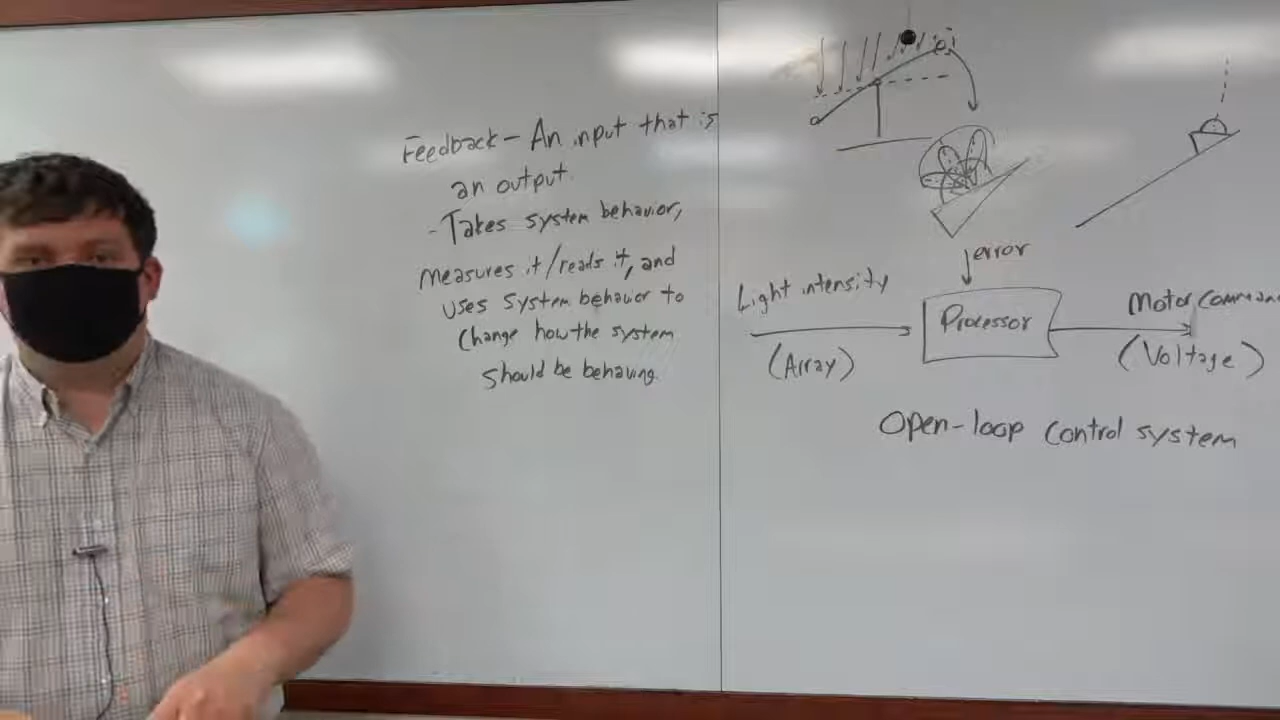 Feedback - An input that is
an output.
- Takes system behavior,
measures it/reads it, and
uses system behavior to
change how the system
should be behaving.
error
Light intensity
(Array)
Processor
Motor Comman
(Voltage)
Open-loop control system